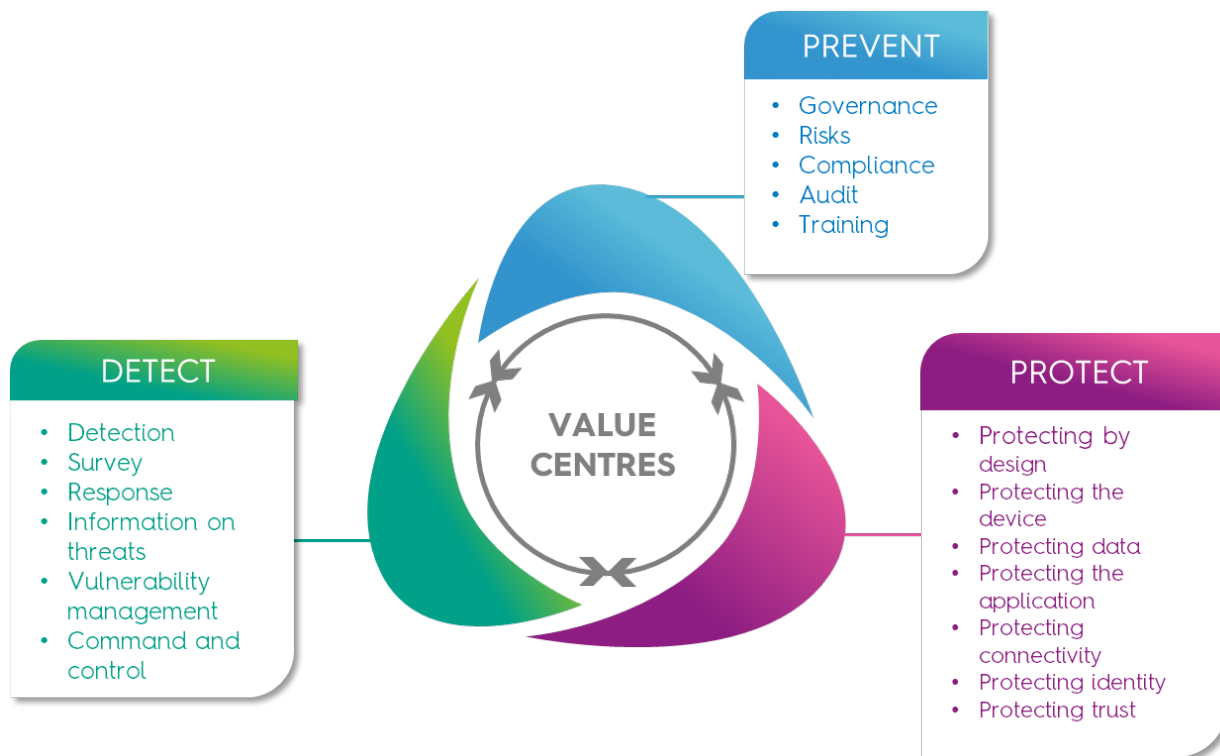 PREVENT
• Governance
• Risks
• Compliance
• Audit
• Training
DETECT
• Detection
• Survey
• Response
• Information on
threats
• Vulnerability
management
• Command and
control
VALUE
CENTRES
PROTECT
• Protecting by
design
• Protecting the
device
• Protecting data
• Protecting the
application
• Protecting
connectivity
• Protecting identity
• Protecting trust